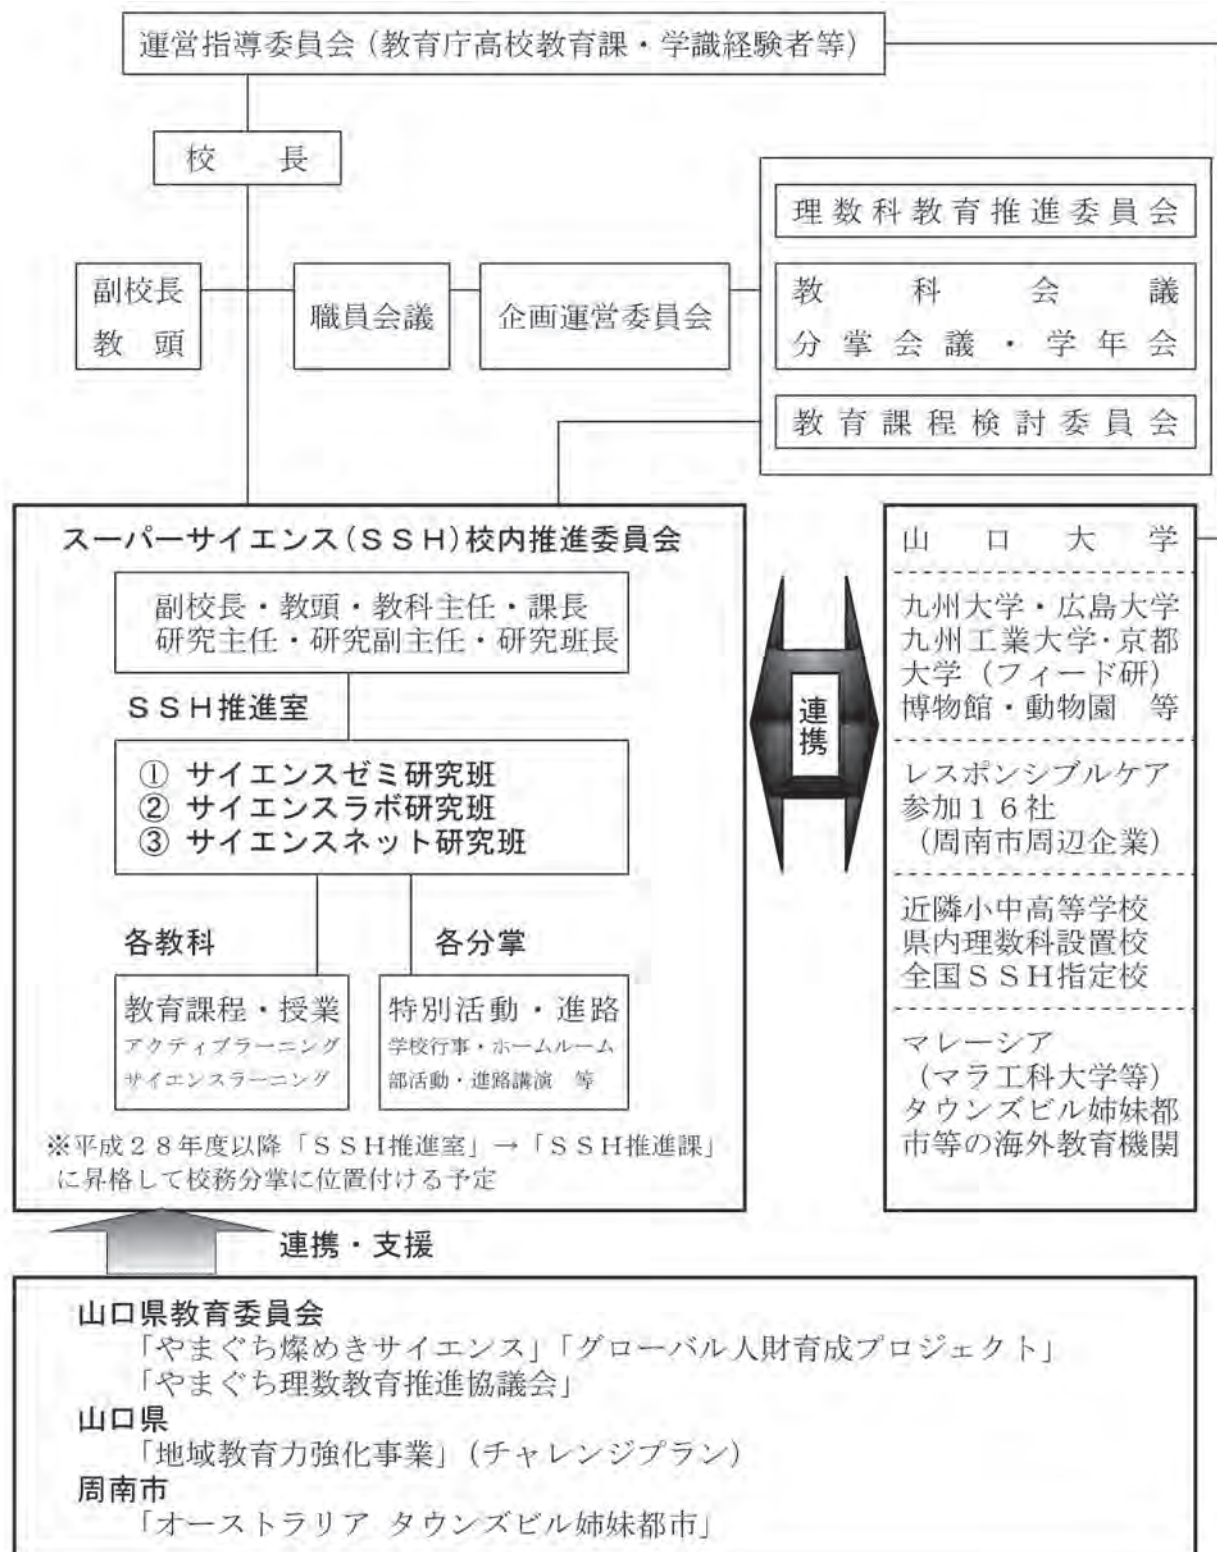 運営指導委員会（教育庁高校教育課・学識経験者等）
校　長
副校長
教　頭
職員会議
企画運営委員会
理数科教育推進委員会
教科会議
分掌会議・学年会
教育課程検討委員会
スーパーサイエンス（ＳＳＨ）校内推進委員会
副校長・教頭・教科主任・課長
研究主任・研究副主任・研究班長
ＳＳＨ推進室
① サイエンスゼミ研究班
② サイエンスラボ研究班
③ サイエンスネット研究班
各教科
各分掌
教育課程・授業
アクティブラーニング
サイエンスラーニング
特別活動・進路
学校行事・ホームルーム
部活動・進路講演　等
※平成２８年度以降「ＳＳＨ推進室」→「ＳＳＨ推進課」
に昇格して校務分掌に位置付ける予定
連携
山口大学
九州大学・広島大学
九州工業大学・京都
大学（フィード研）
博物館・動物園　等
レスポンシブルケア
参加１６社
（周南市周辺企業）
近隣小中高等学校
県内理数科設置校
全国ＳＳＨ指定校
マレーシア
（マラ工科大学等）
タウンズビル姉妹都
市等の海外教育機関
連携・支援
山口県教育委員会
「やまぐち燦めきサイエンス」「グローバル人財育成プロジェクト」
「やまぐち理数教育推進協議会」
山口県
「地域教育力強化事業」（チャレンジプラン）
周南市
「オーストラリア タウンズビル姉妹都市」